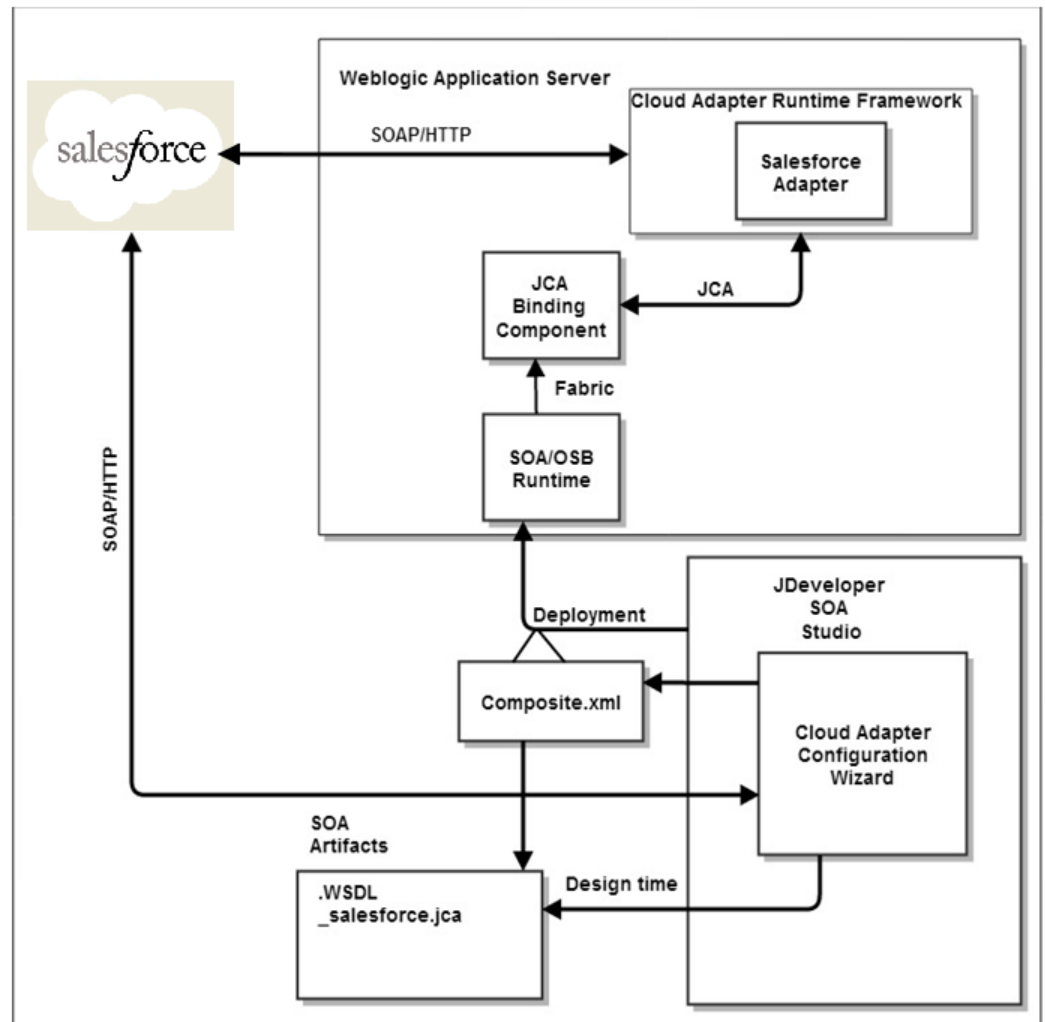 Weblogic Application Server
Cloud Adapter Runtime Framework
SOAP/HTTP
salesforce
Salesforce
Adapter
JCA
Binding
Component
JCA
Fabric
SOA/OSB
Runtime
SOAP/HTTP
JDeveloper
SOA
Studio
Deployment
Composite.xml
Cloud Adapter
Configuration
Wizard
SOA
Artifacts
.WSDL
_salesforce.jca
Design time